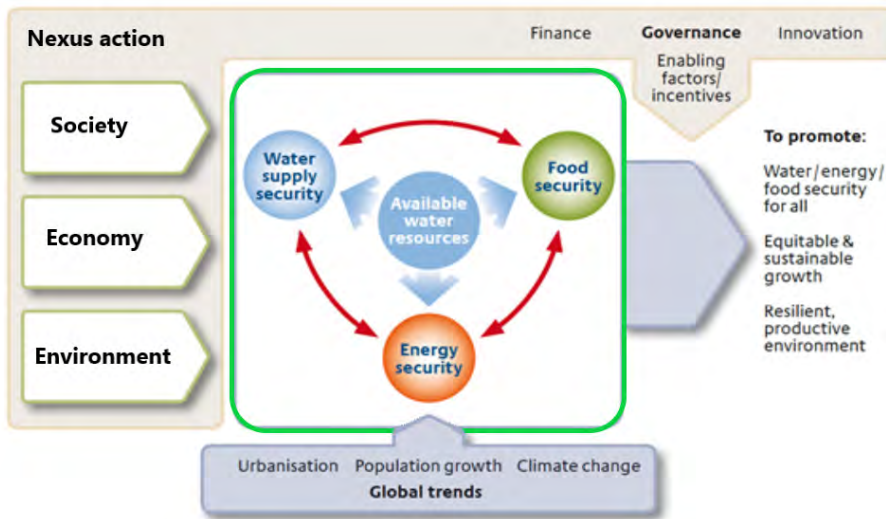 Nexus action
Finance
Governance
Innovation
Enabling
factors/
incentives
Society
Economy
Environment
Water
supply
security
Food
security
Available
water
resources
Energy
security
To promote:
Water/energy/
food security
for all
Equitable &
sustainable
growth
Resilient,
productive
environment
Urbanisation
Population growth
Climate change
Global trends